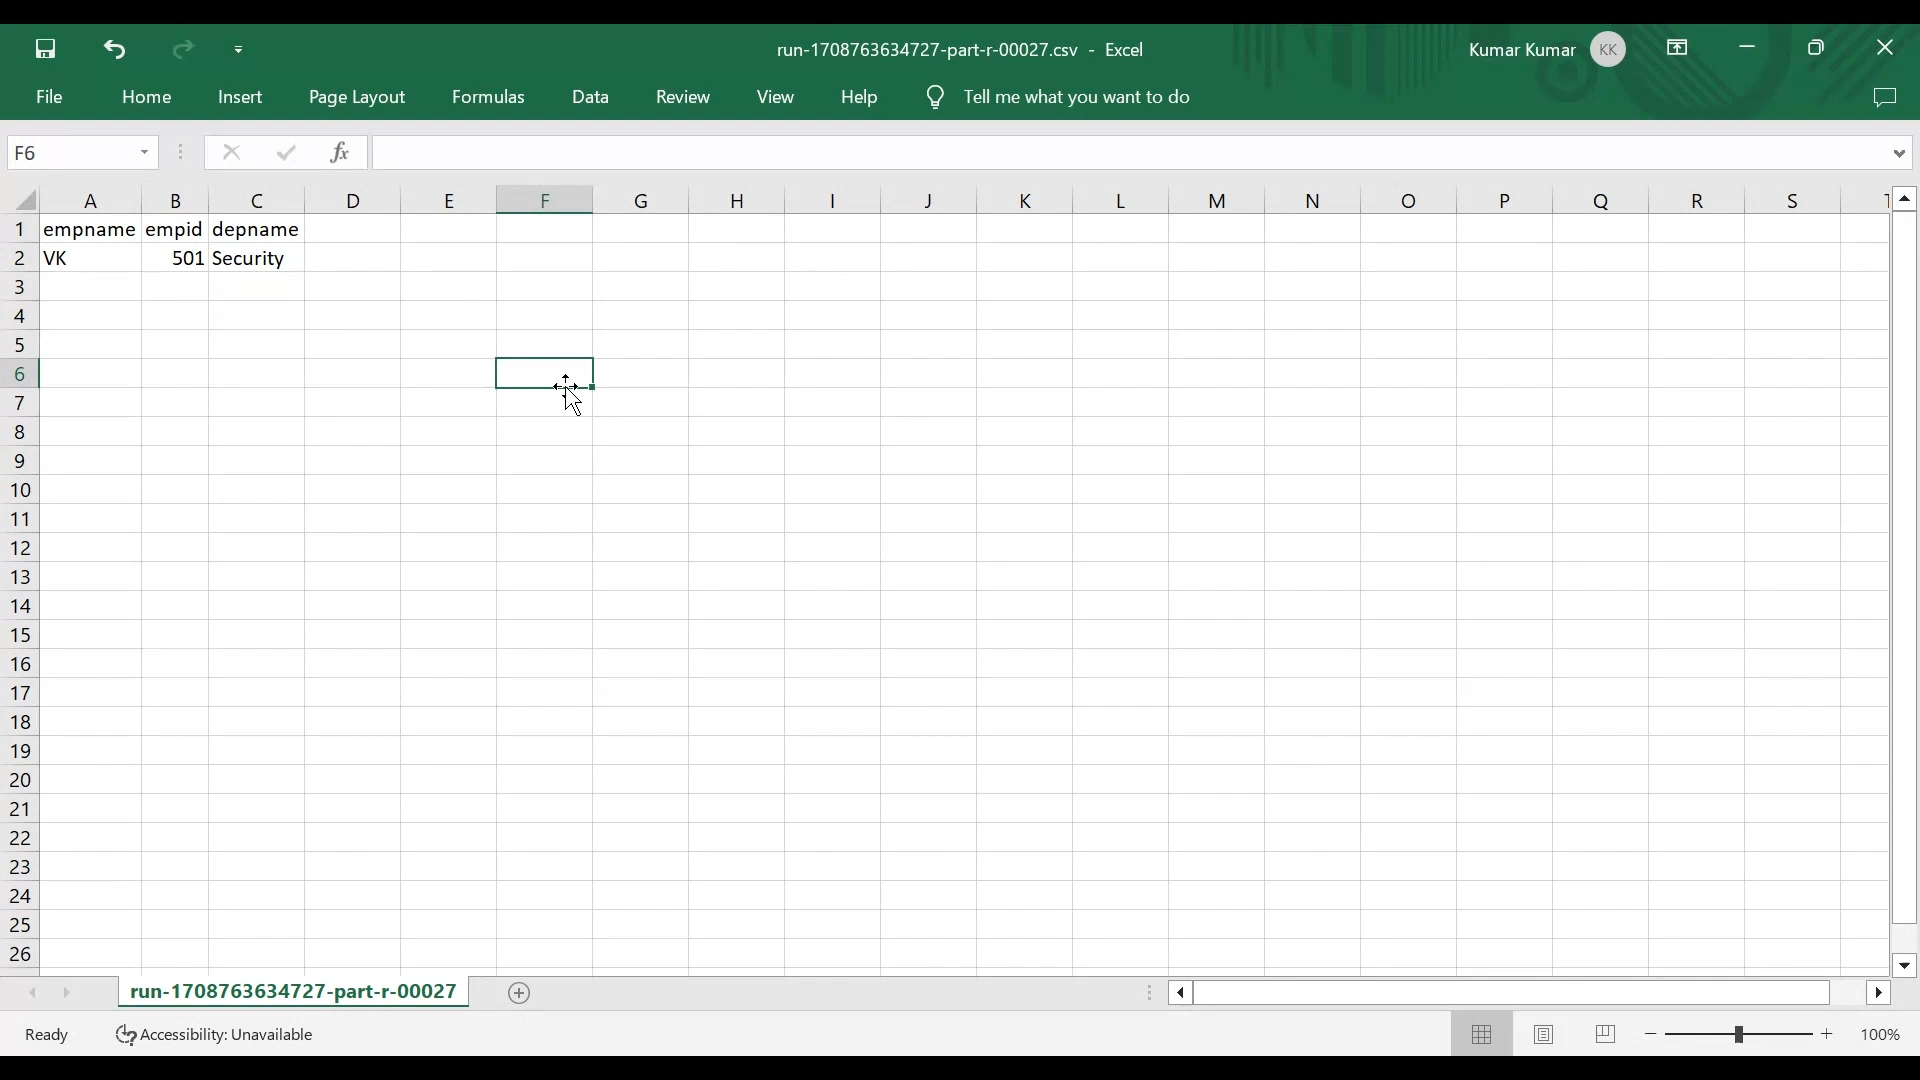 run-1708763634727-part-r-00027.csv - Excel
Kumar Kumar KK
File Home Insert Page Layout Formulas Data Review View Help Tell me what you want to do
F6 fx
A B C D E F G H I J K L M N O P Q R S
1 empname empid depname
2 VK 501 Security
3
4
5
6
7
8
9
10
11
12
13
14
15
16
17
18
19
20
21
22
23
24
25
26
run-1708763634727-part-r-00027
Ready Accessibility: Unavailable 100%